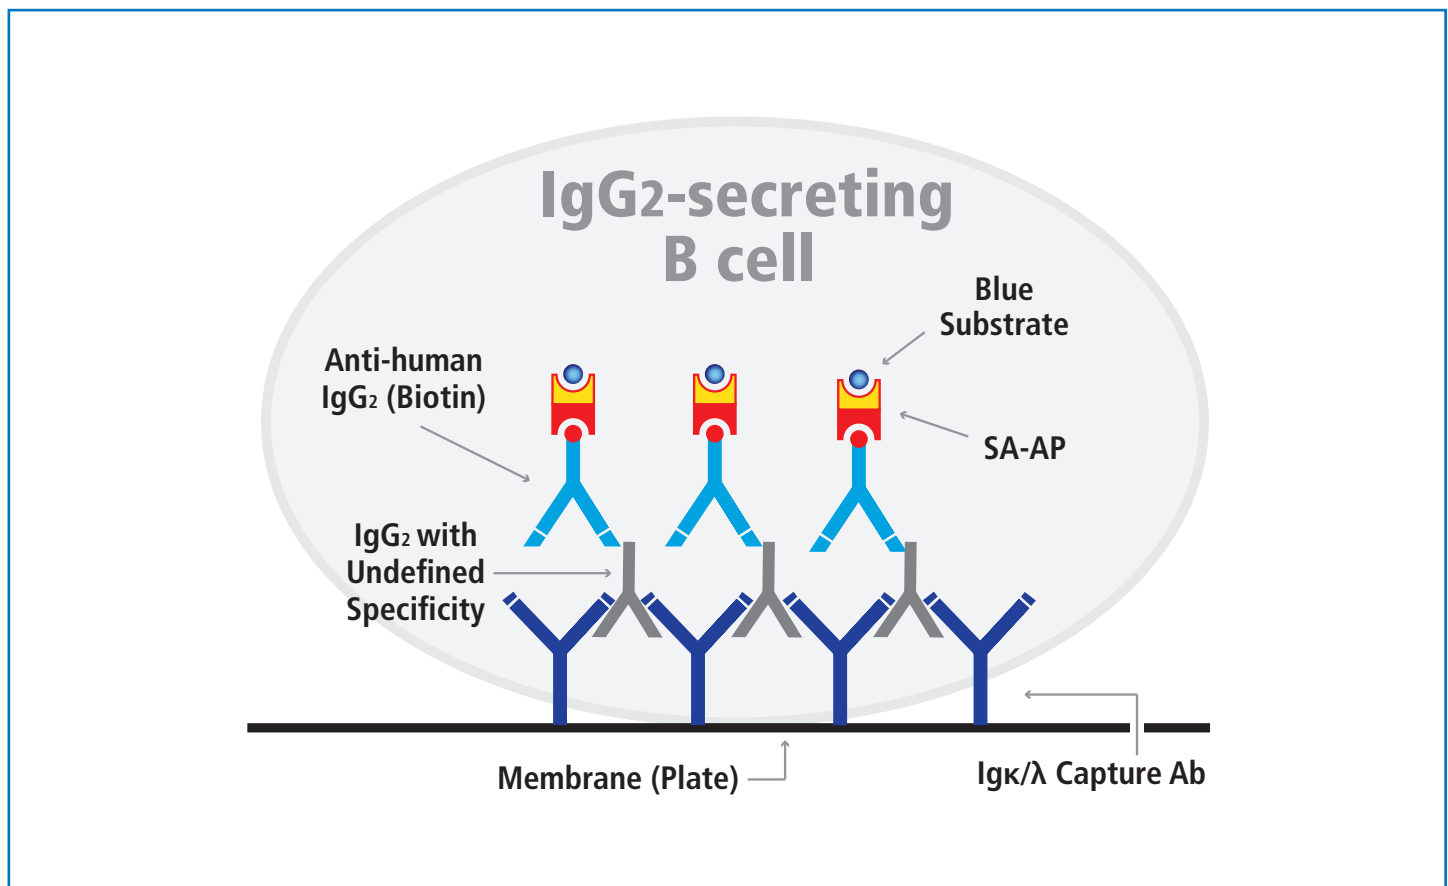 IgG2-secreting
B cell
Blue
Substrate
Anti-human
IgG2 (Biotin)
SA-AP
IgG2 with
Undefined
Specificity
Membrane (Plate)
Igκ/λ Capture Ab